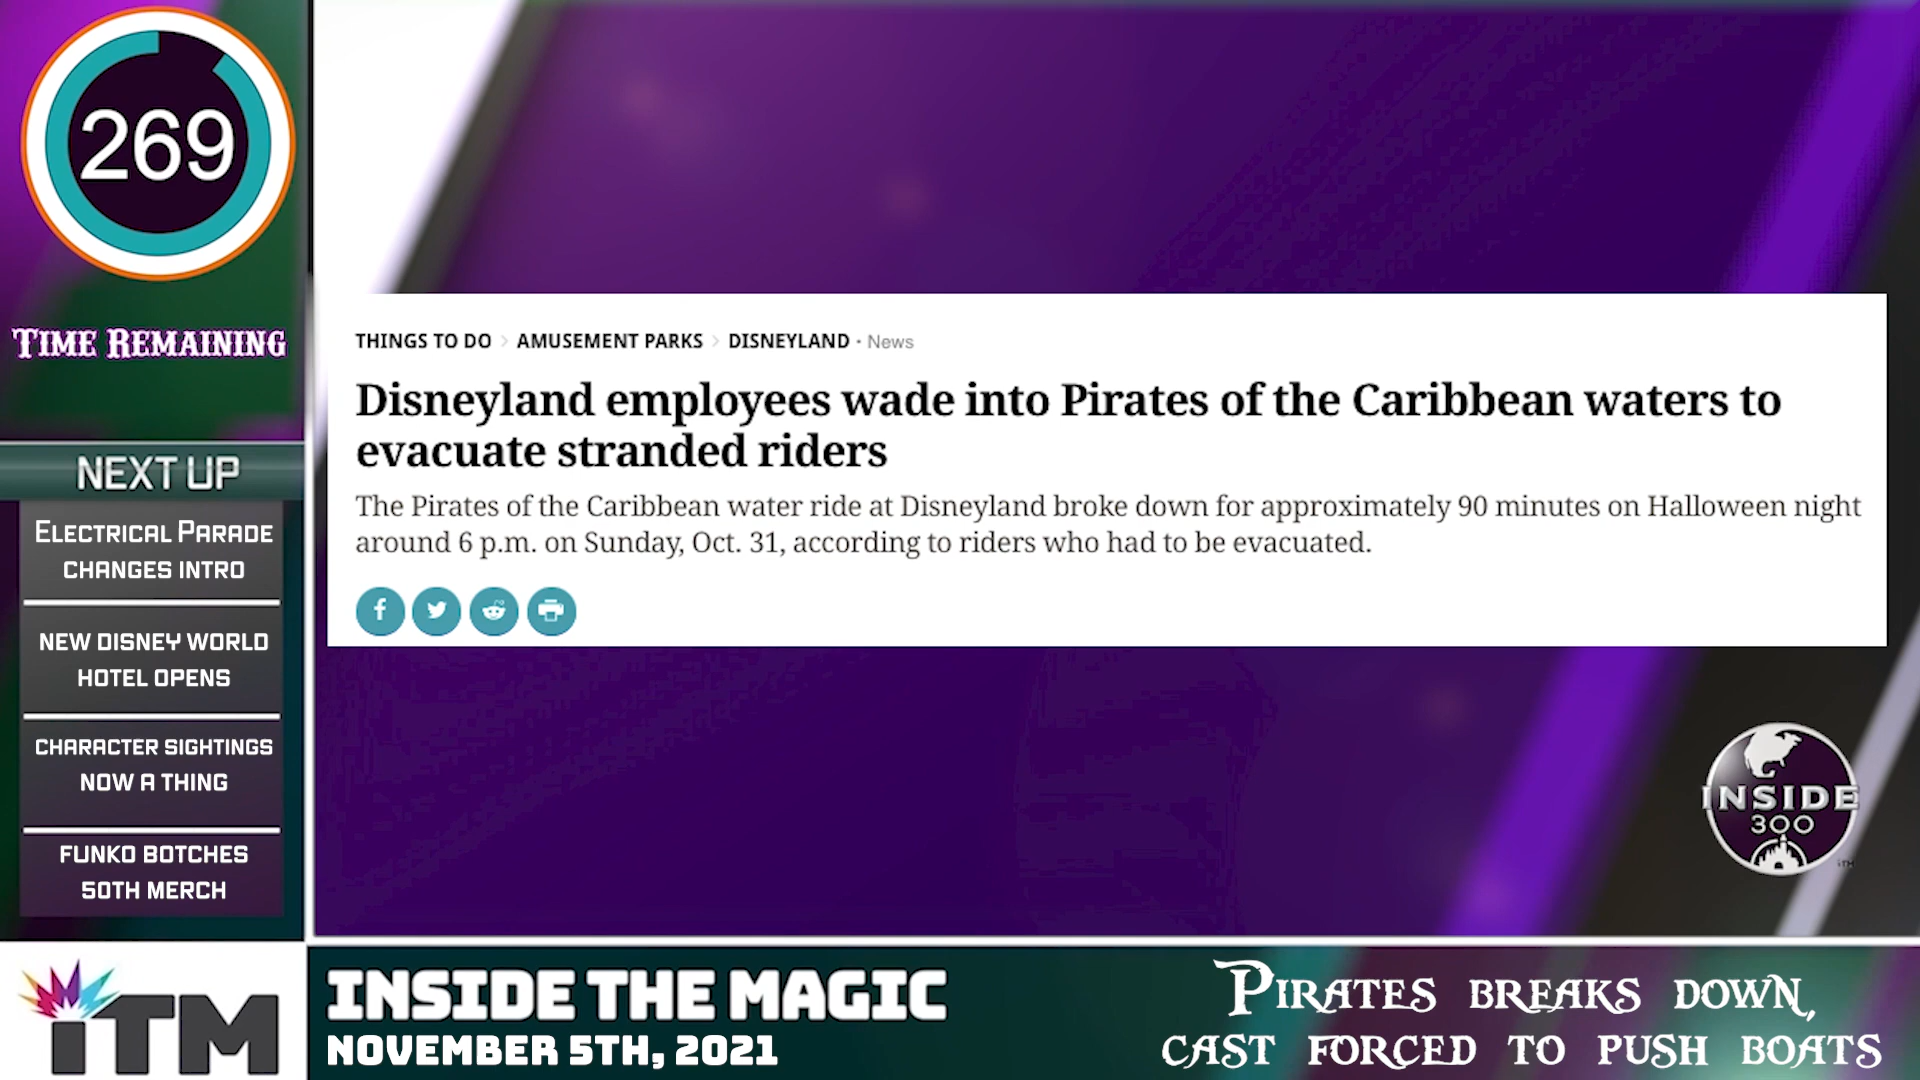 269
TIME REMAINING
NEXT UP
ELECTRICAL PARADE
CHANGES INTRO
NEW DISNEY WORLD
HOTEL OPENS
CHARACTER SIGHTINGS
NOW A THING
FUNKO BOTCHES
50TH MERCH
THINGS TO DO > AMUSEMENT PARKS > DISNEYLAND • News
Disneyland employees wade into Pirates of the Caribbean waters to
evacuate stranded riders
The Pirates of the Caribbean water ride at Disneyland broke down for approximately 90 minutes on Halloween night
around 6 p.m. on Sunday, Oct. 31, according to riders who had to be evacuated.
INSIDE
300
iTM
iTM
INSIDE THE MAGIC
NOVEMBER 5TH, 2021
PIRATES BREAKS DOWN,
CAST FORCED TO PUSH BOATS